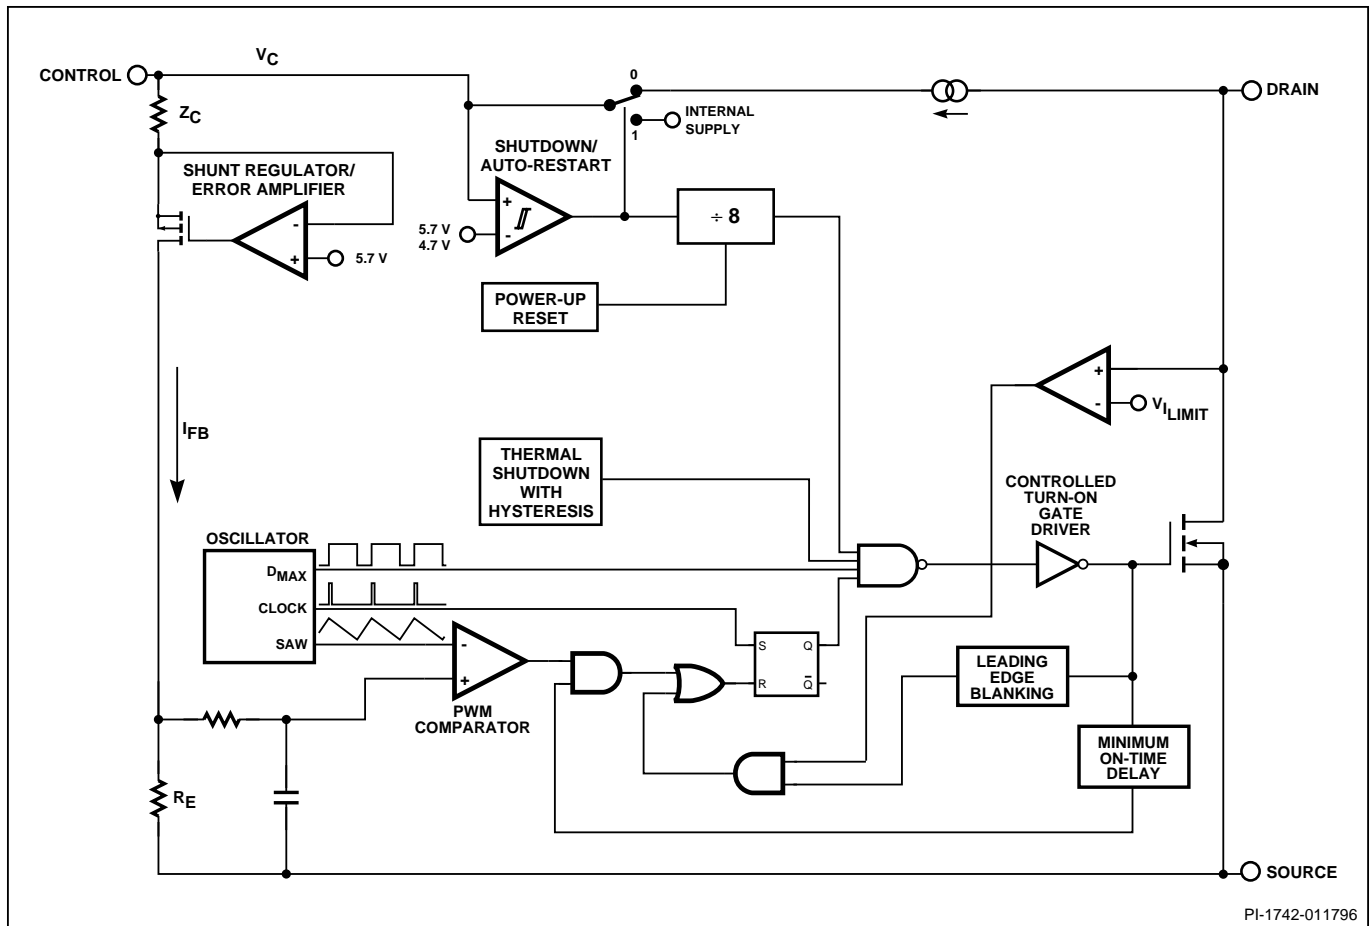 V_C
CONTROL
Z_C
0
DRAIN
INTERNAL
SUPPLY
1
SHUTDOWN/
AUTO-RESTART
SHUNT REGULATOR/
ERROR AMPLIFIER
+
-
÷ 8
5.7 V
4.7 V
-
+
5.7 V
POWER-UP
RESET
+
-
V_I_LIMIT
I_FB
THERMAL
SHUTDOWN
WITH
HYSTERESIS
CONTROLLED
TURN-ON
GATE
DRIVER
OSCILLATOR
D_MAX
CLOCK
SAW
-
+
PWM
COMPARATOR
S
Q
R
Q̅
LEADING
EDGE
BLANKING
MINIMUM
ON-TIME
DELAY
R_E
SOURCE
PI-1742-011796